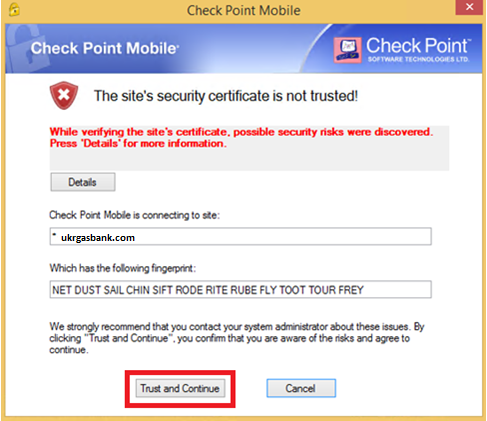 Check Point Mobile
Check Point Mobile
Check Point
SOFTWARE TECHNOLOGIES LTD.
The site's security certificate is not trusted!
While verifying the site's certificate, possible security risks were discovered.
Press 'Details' for more information.
Details
Check Point Mobile is connecting to site:
* ukrgasbank.com
Which has the following fingerprint:
NET DUST SAIL CHIN SIFT RODE RITE RUBE FLY TOOT TOUR FREY
We strongly recommend that you contact your system administrator about these issues. By
clicking "Trust and Continue", you confirm that you are aware of the risks and agree to
continue.
Trust and Continue
Cancel